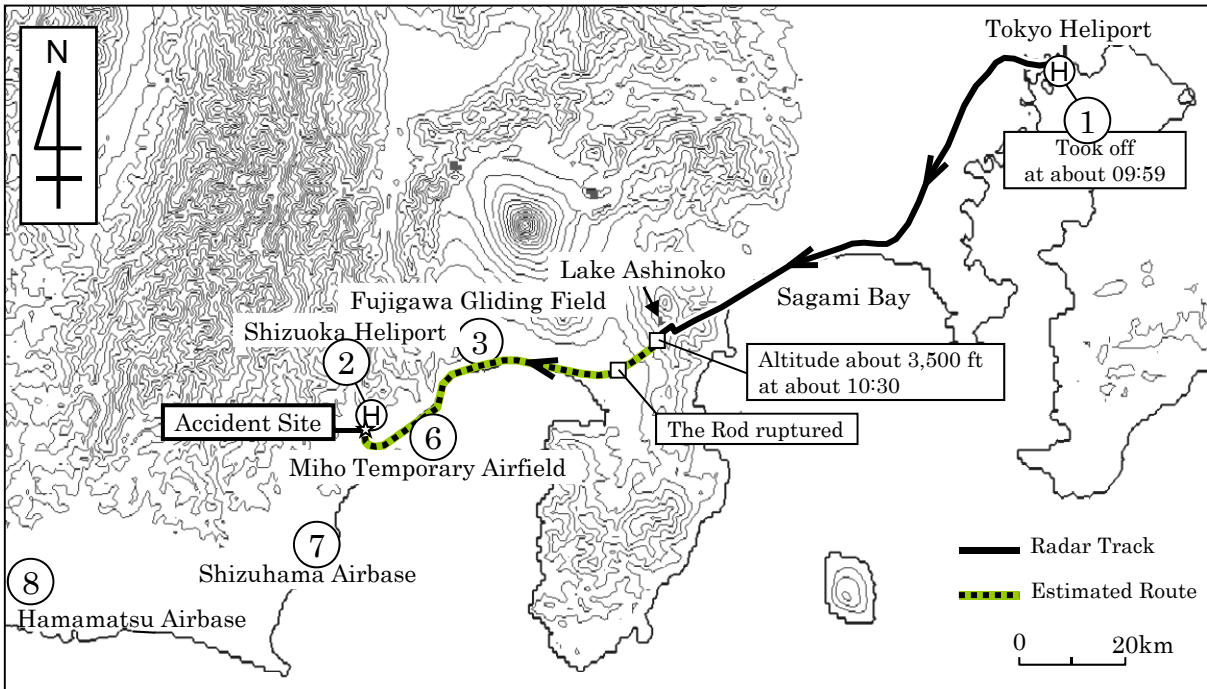 N
Tokyo Heliport
H
1
Took off
at about 09:59
Lake Ashinoko
Sagami Bay
Fujigawa Gliding Field
3
Shizuoka Heliport
2
Altitude about 3,500 ft
at about 10:30
H
Accident Site
The Rod ruptured
6
Miho Temporary Airfield
7
Shizuhama Airbase
8
Hamamatsu Airbase
Radar Track
Estimated Route
0 20km